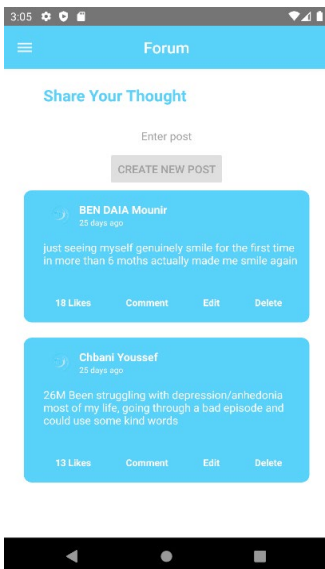 3:05
Forum
Share Your Thought
Enter post
CREATE NEW POST
BEN DAIA Mounir
25 days ago
just seeing myself genuinely smile for the first time
in more than 6 moths actually made me smile again
18 Likes Comment Edit Delete
Chbani Youssef
25 days ago
26M Been struggling with depression/anhedonia
most of my life, going through a bad episode and
could use some kind words
13 Likes Comment Edit Delete